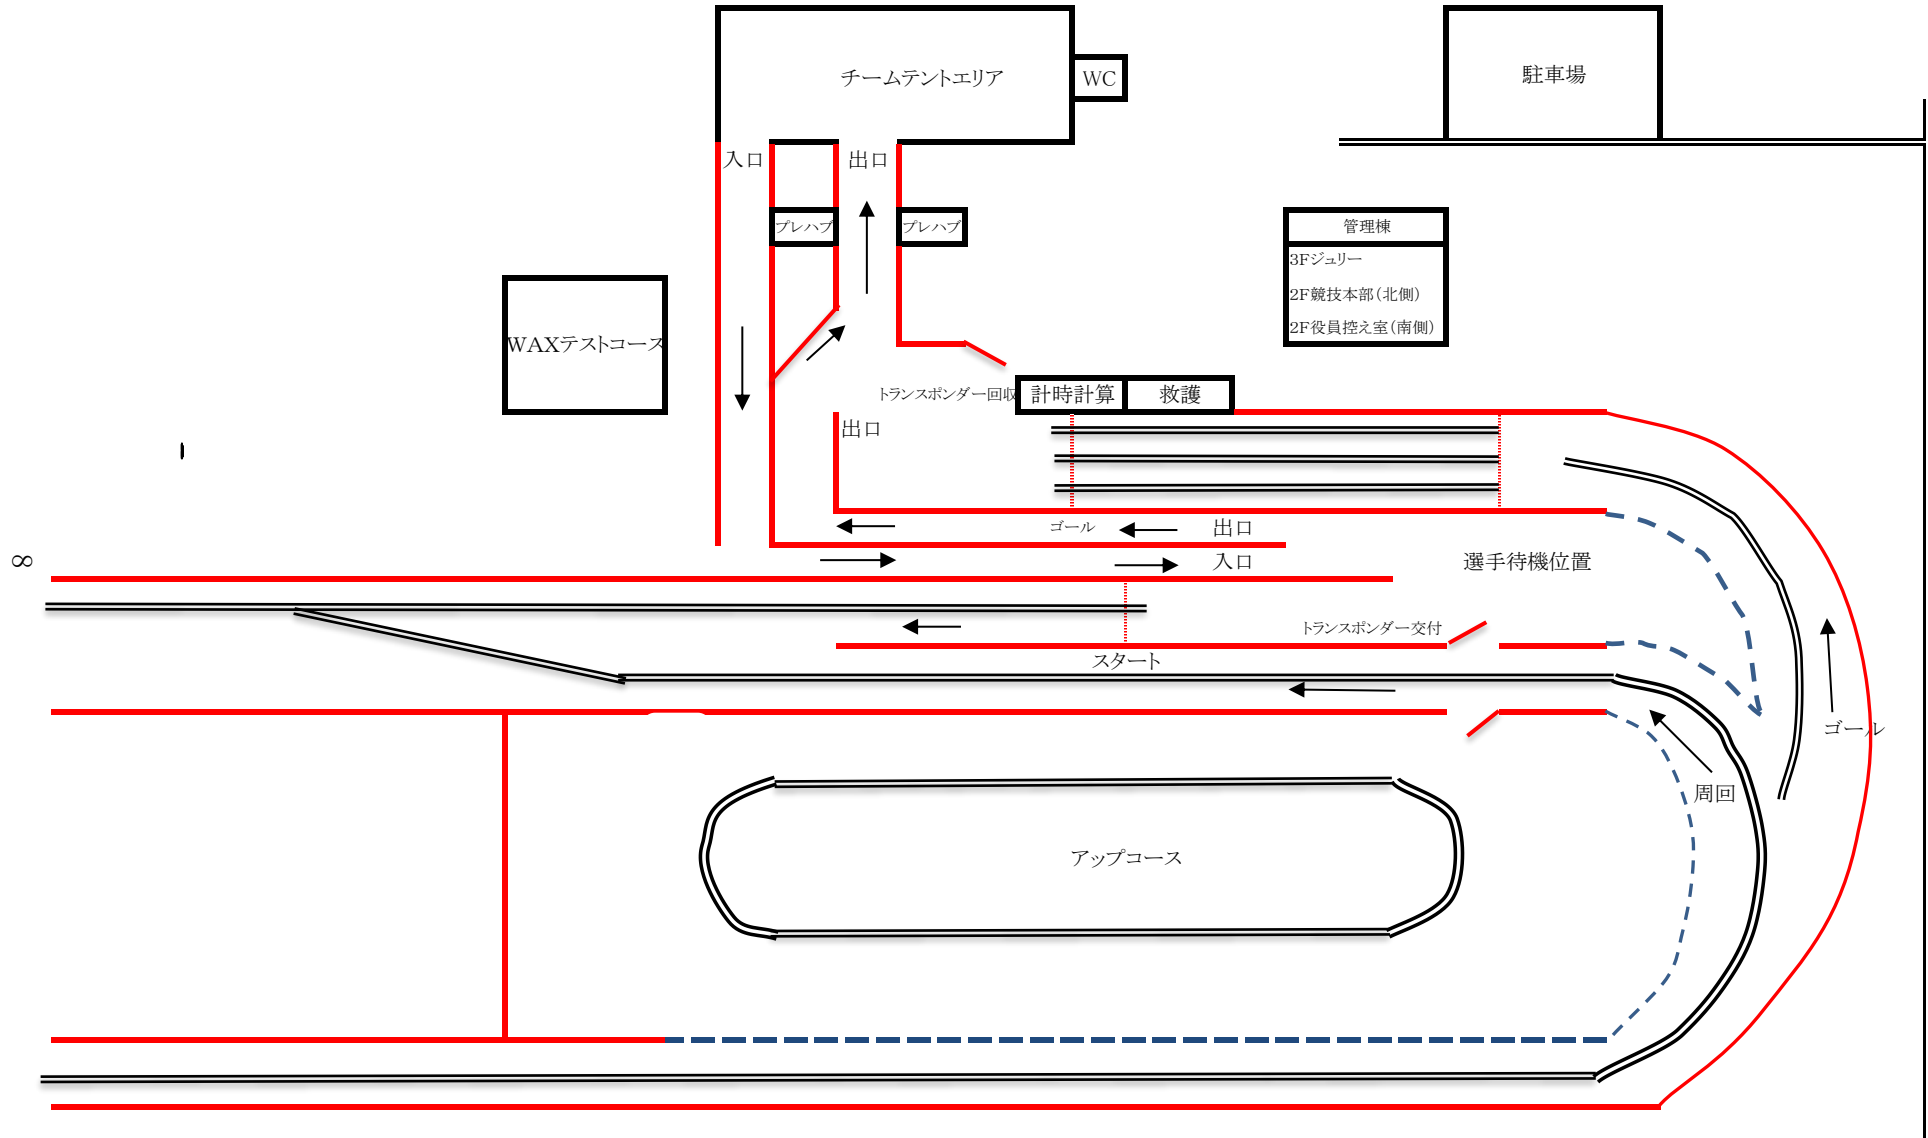 チームテントエリア
WC
駐車場
入口
出口
プレハブ
プレハブ
管理棟
3Fジュリー
2F競技本部(北側)
2F役員控え室(南側)
WAXテストコース
トランスポンダー回収
計時計算
救護
出口
ゴール
出口
入口
選手待機位置
∞
トランスポンダー交付
スタート
ゴール
周回
アップコース